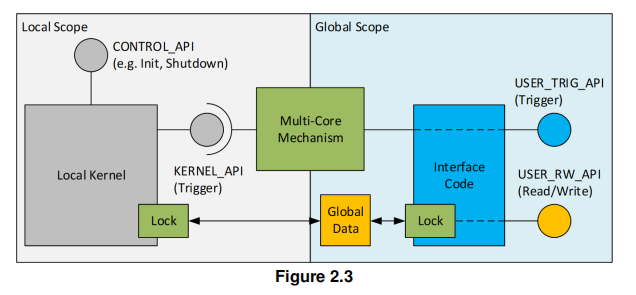 Local Scope
Global Scope
CONTROL_API
(e.g. Init, Shutdown)
USER_TRIG_API
(Trigger)
Multi-Core
Mechanism
Local Kernel
KERNEL_API
(Trigger)
Interface
Code
USER_RW_API
(Read/Write)
Lock
Global
Data
Lock
Figure 2.3